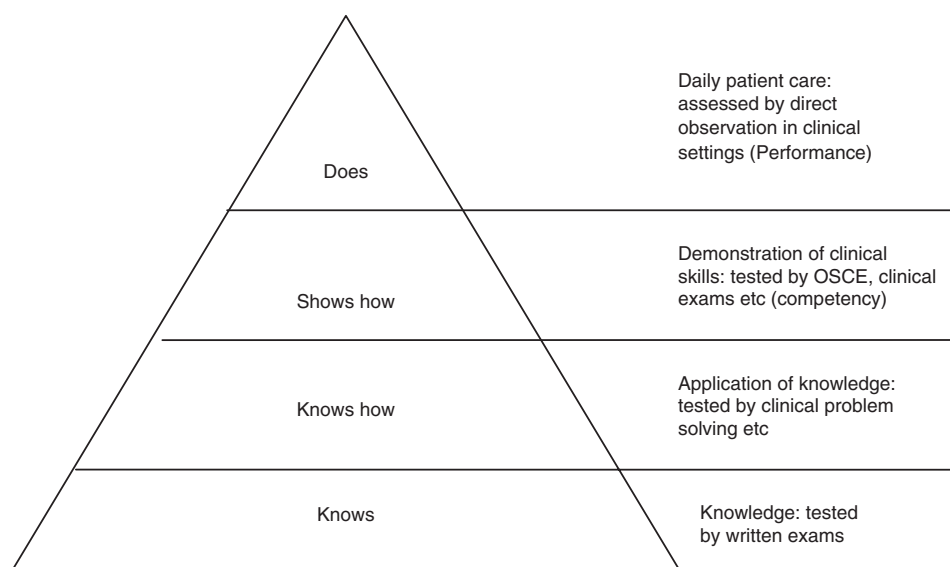 Daily patient care:
assessed by direct
observation in clinical
settings (Performance)
Does
Demonstration of clinical
skills: tested by OSCE, clinical
exams etc (competency)
Shows how
Application of knowledge:
tested by clinical problem
solving etc
Knows how
Knowledge: tested
by written exams
Knows